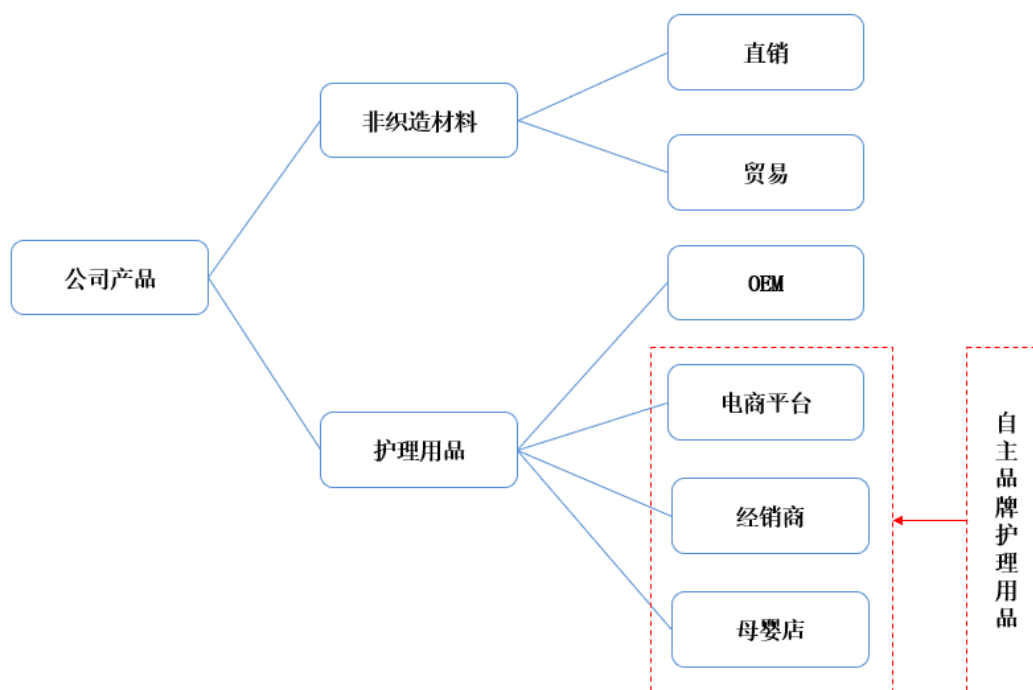 直销
非织造材料
贸易
公司产品
OEM
电商平台
护理用品
经销商
母婴店
自主品牌护理用品